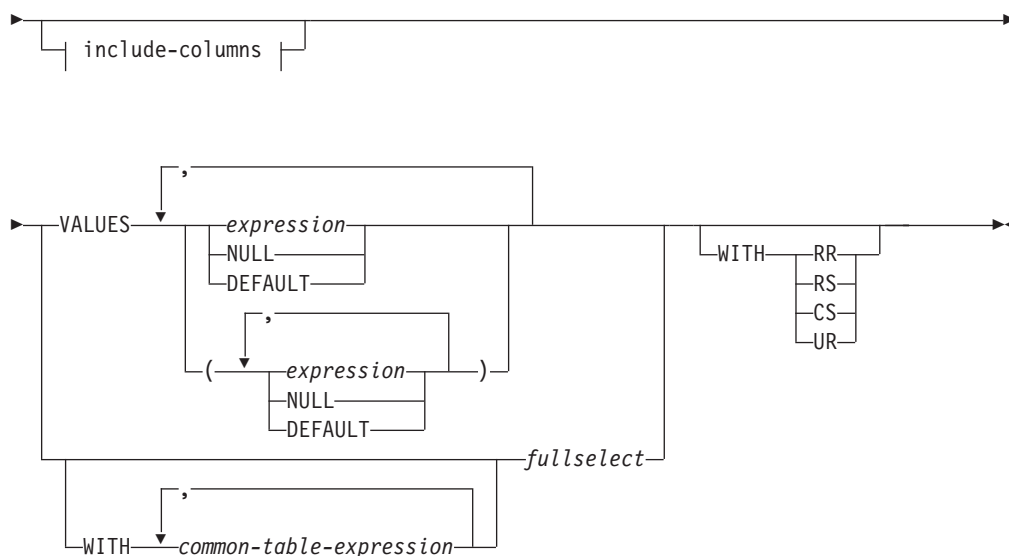 include-columns
,
VALUES expression
NULL
WITH RR
DEFAULT
RS
,
CS
UR
( expression )
NULL
DEFAULT
fullselect
,
WITH common-table-expression